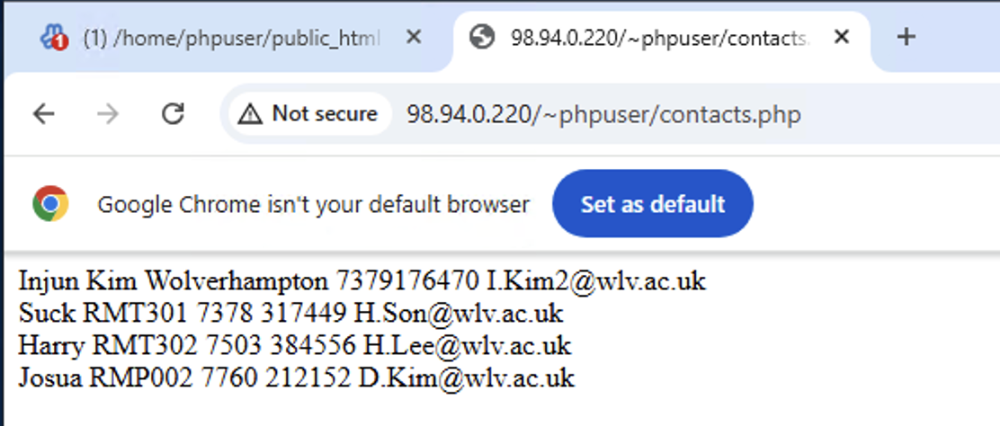 1
(1) /home/phpuser/public_html
98.94.0.220/~phpuser/contacts.
Not secure
98.94.0.220/~phpuser/contacts.php
Google Chrome isn't your default browser
Set as default
Injun Kim Wolverhampton 7379176470 I.Kim2@wlv.ac.uk
Suck RMT301 7378 317449 H.Son@wlv.ac.uk
Harry RMT302 7503 384556 H.Lee@wlv.ac.uk
Josua RMP002 7760 212152 D.Kim@wlv.ac.uk